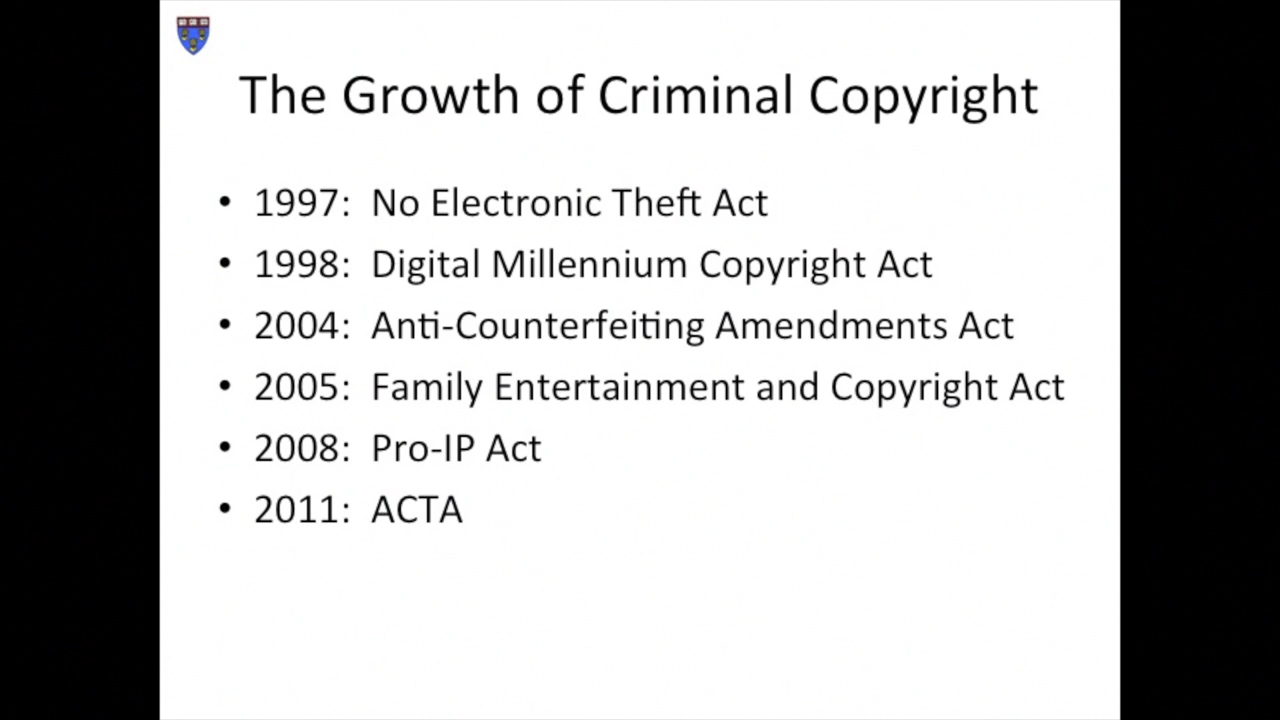 The Growth of Criminal Copyright
• 1997: No Electronic Theft Act
• 1998: Digital Millennium Copyright Act
• 2004: Anti-Counterfeiting Amendments Act
• 2005: Family Entertainment and Copyright Act
• 2008: Pro-IP Act
• 2011: ACTA